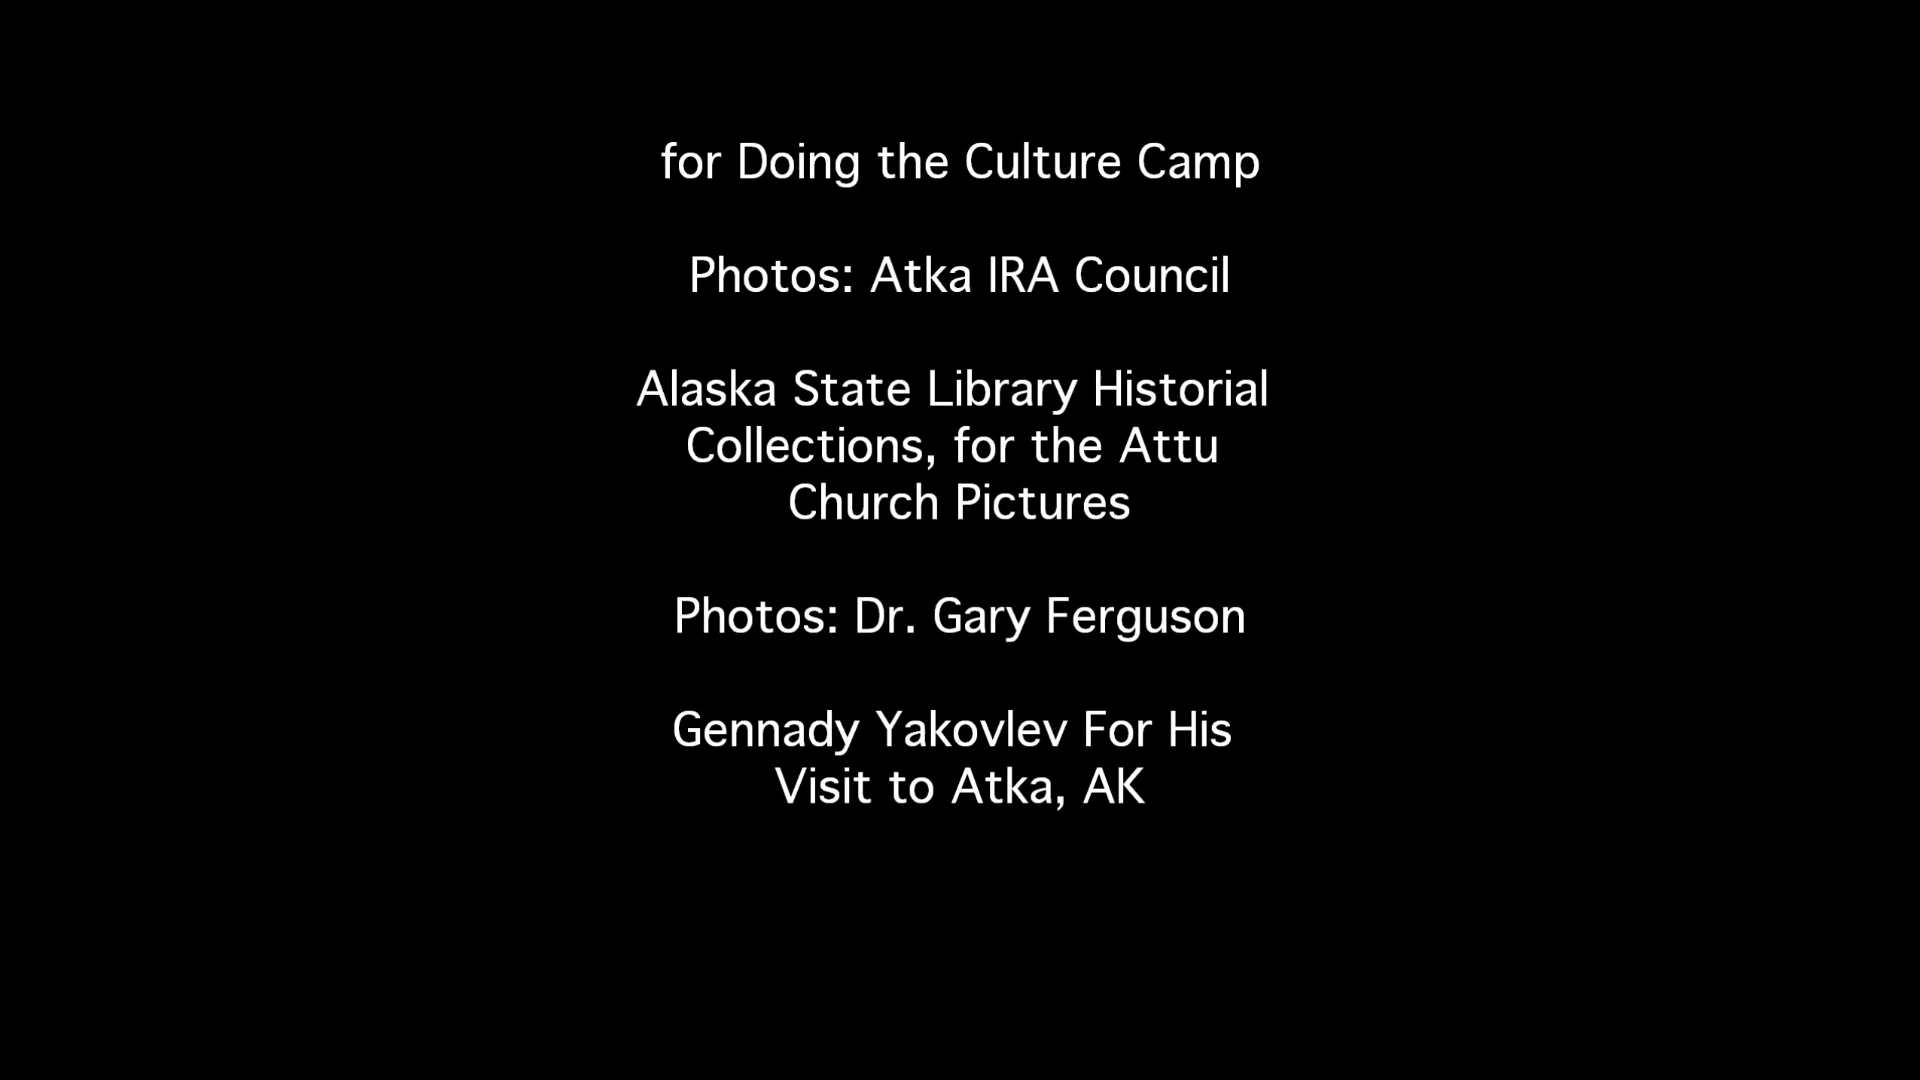 for Doing the Culture Camp
Photos: Atka IRA Council
Alaska State Library Historial
Collections, for the Attu
Church Pictures
Photos: Dr. Gary Ferguson
Gennady Yakovlev For His
Visit to Atka, AK